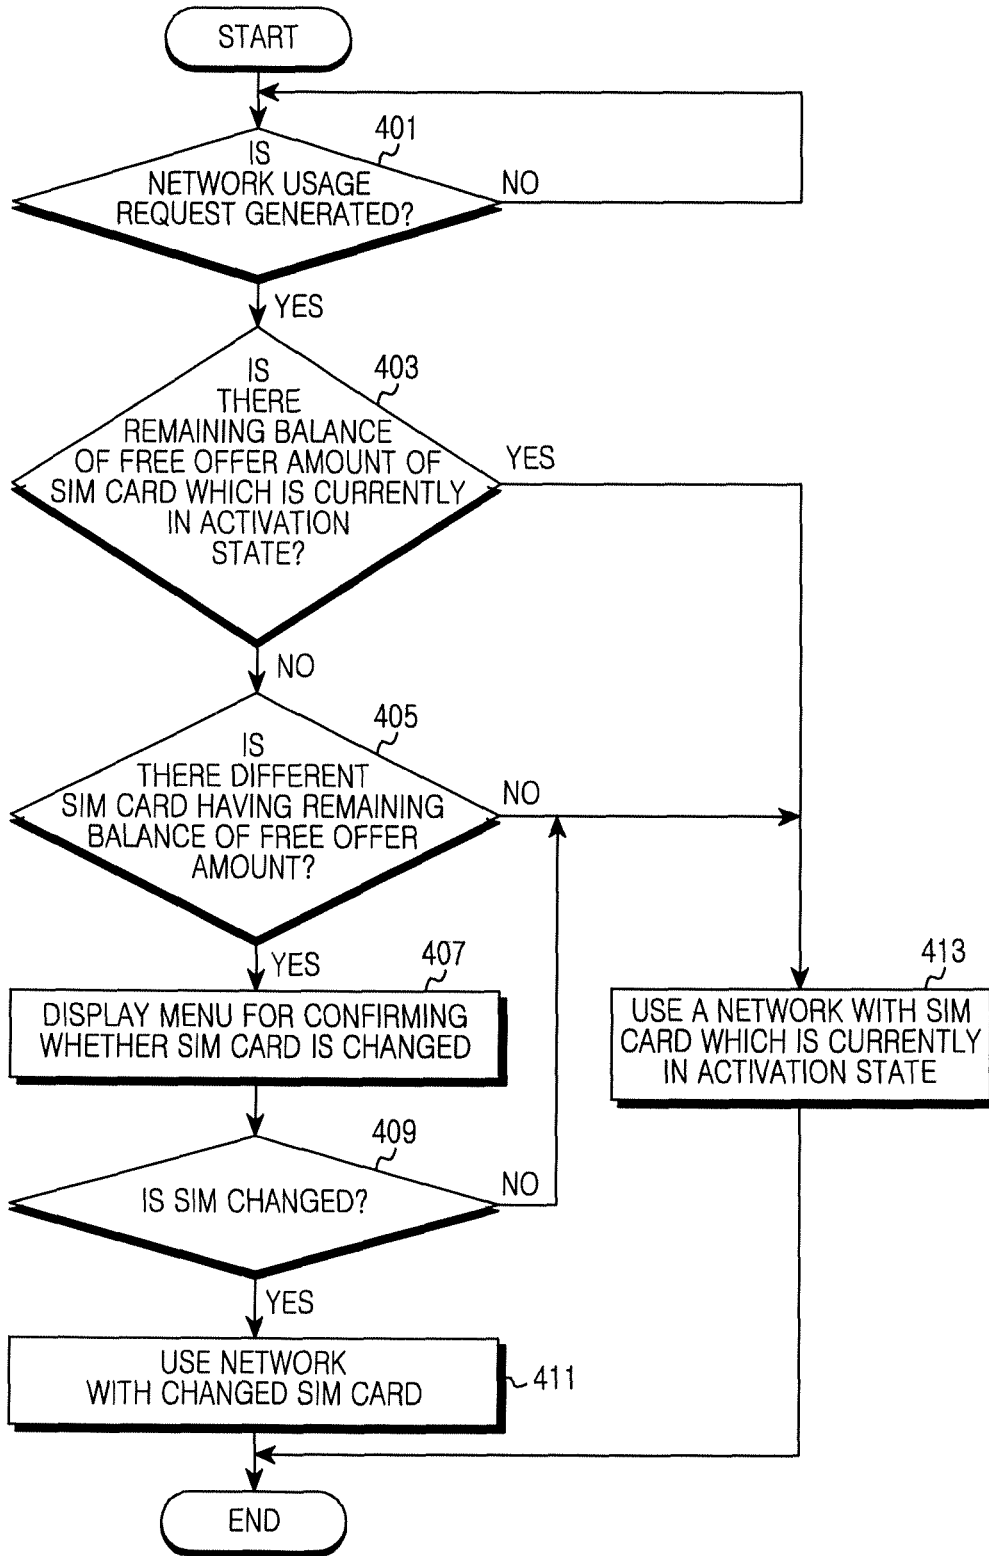 START
401
IS
NETWORK USAGE
REQUEST GENERATED?
NO
YES
403
IS
THERE
REMAINING BALANCE
OF FREE OFFER AMOUNT OF
SIM CARD WHICH IS CURRENTLY
IN ACTIVATION
STATE?
YES
NO
405
IS
THERE DIFFERENT
SIM CARD HAVING REMAINING
BALANCE OF FREE OFFER
AMOUNT?
NO
YES
407
DISPLAY MENU FOR CONFIRMING
WHETHER SIM CARD IS CHANGED
413
USE A NETWORK WITH SIM
CARD WHICH IS CURRENTLY
IN ACTIVATION STATE
409
IS SIM CHANGED?
NO
YES
USE NETWORK
WITH CHANGED SIM CARD
411
END